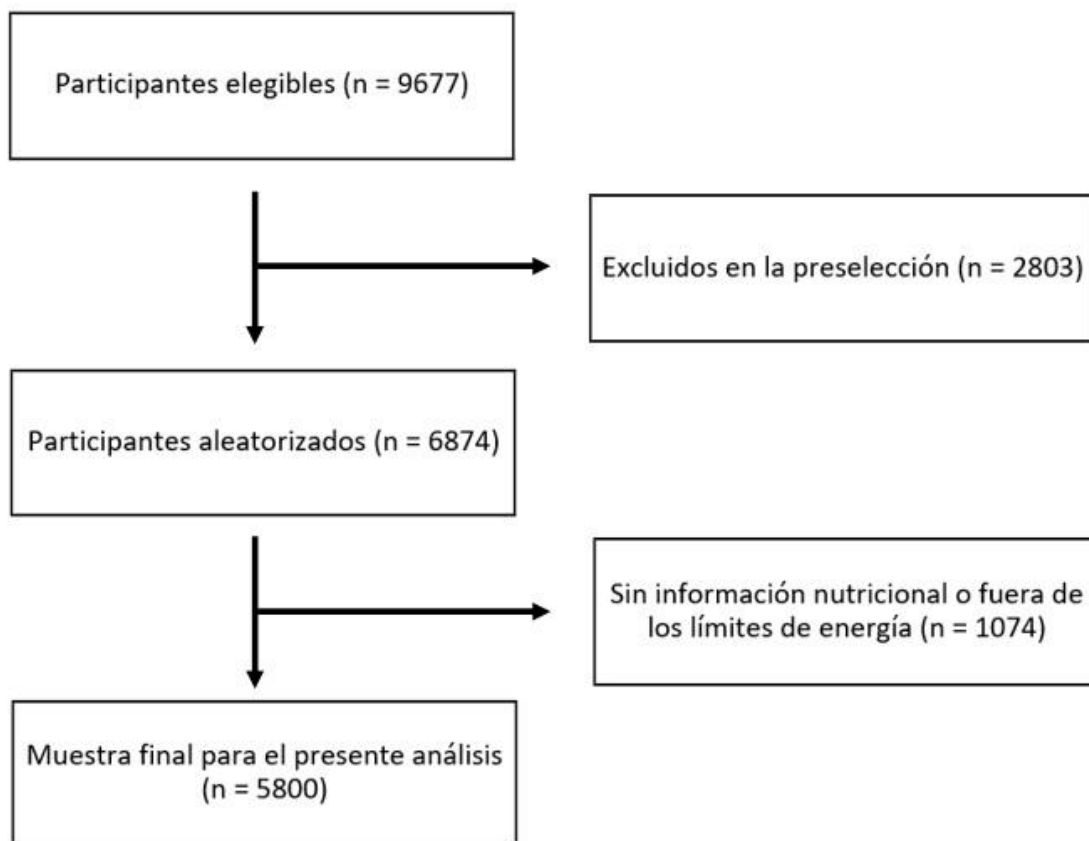 Participantes elegibles (n = 9677)
Excluidos en la preselección (n = 2803)
Participantes aleatorizados (n = 6874)
Sin información nutricional o fuera de
los límites de energía (n = 1074)
Muestra final para el presente análisis
(n = 5800)